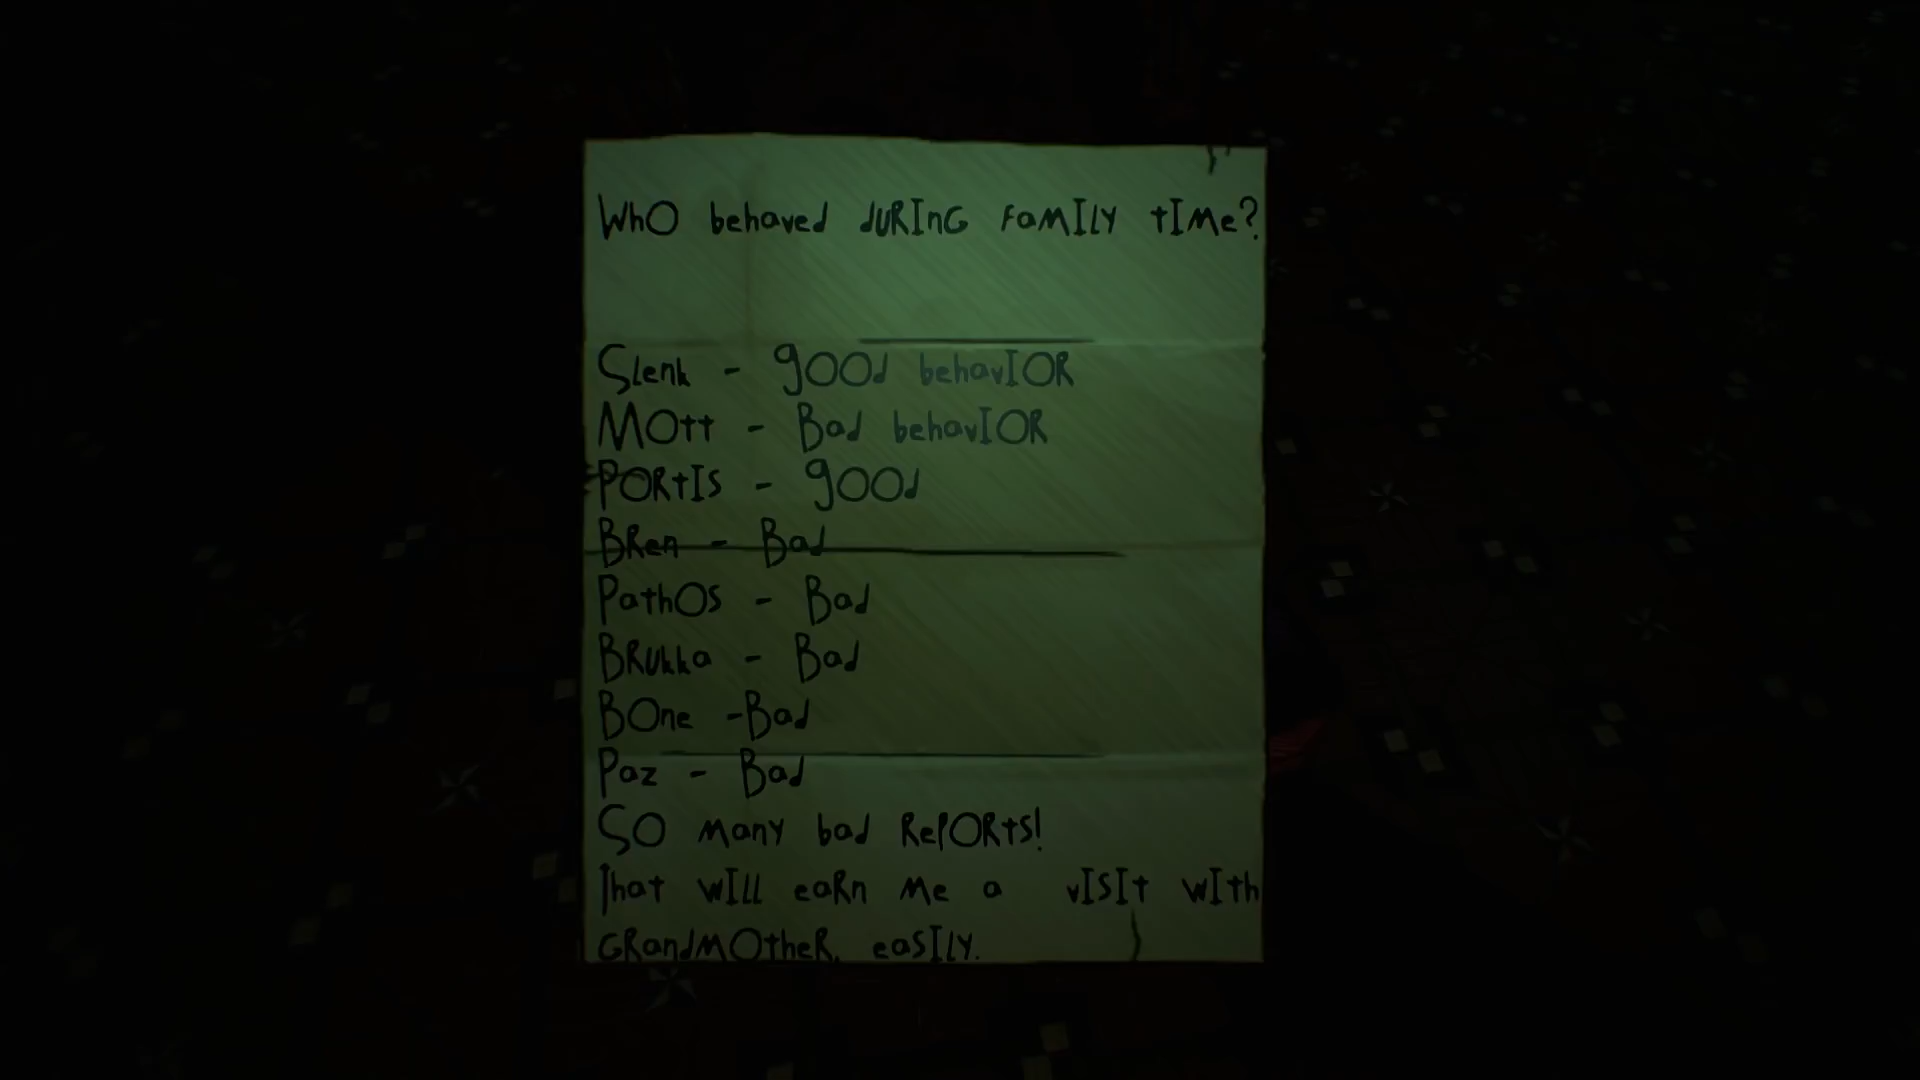 WhO behaved dURInG FaMILY tIMe?
Slenk - gOOd behavIOR
MOtt - Bad behavIOR
PORtIS - gOOd
BRen - Bad
PathOS - Bad
BRUkka - Bad
BOne -Bad
Paz - Bad
SO many bad RePORts!
That wILL eaRn Me a vISIt wIth
GRandMOtheR, easILy.